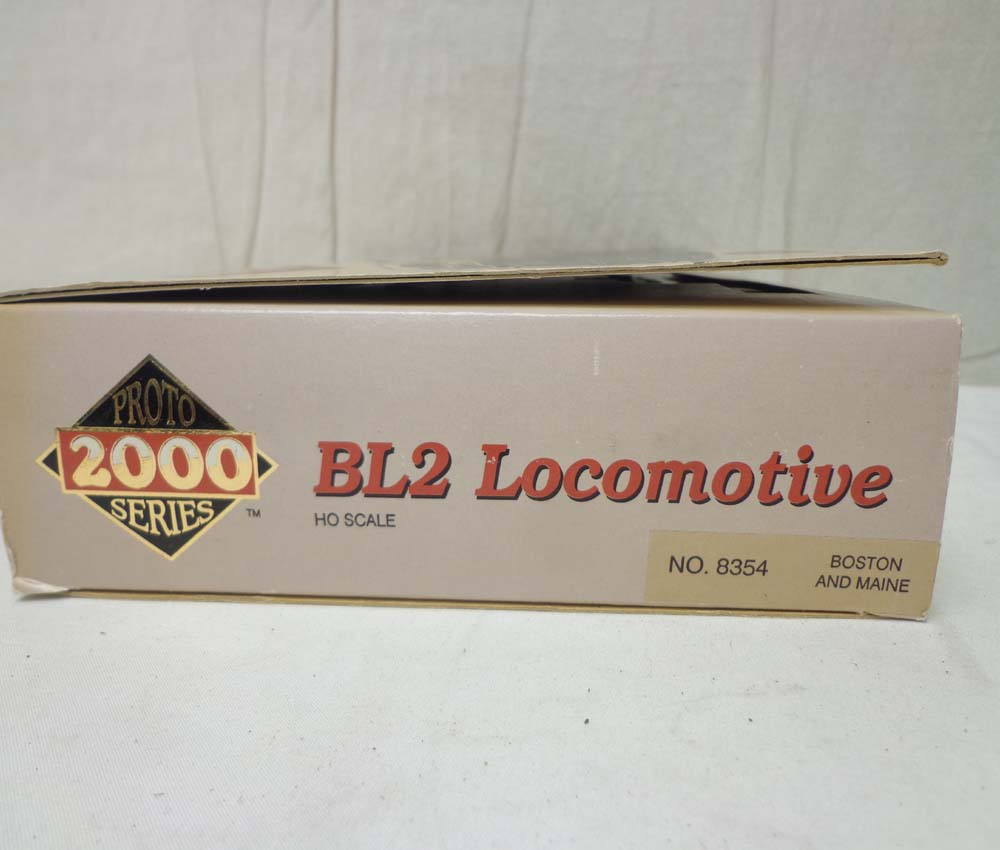 PROTO
2000
SERIES
TM
BL2 Locomotive
HO SCALE
NO. 8354
BOSTON
AND MAINE